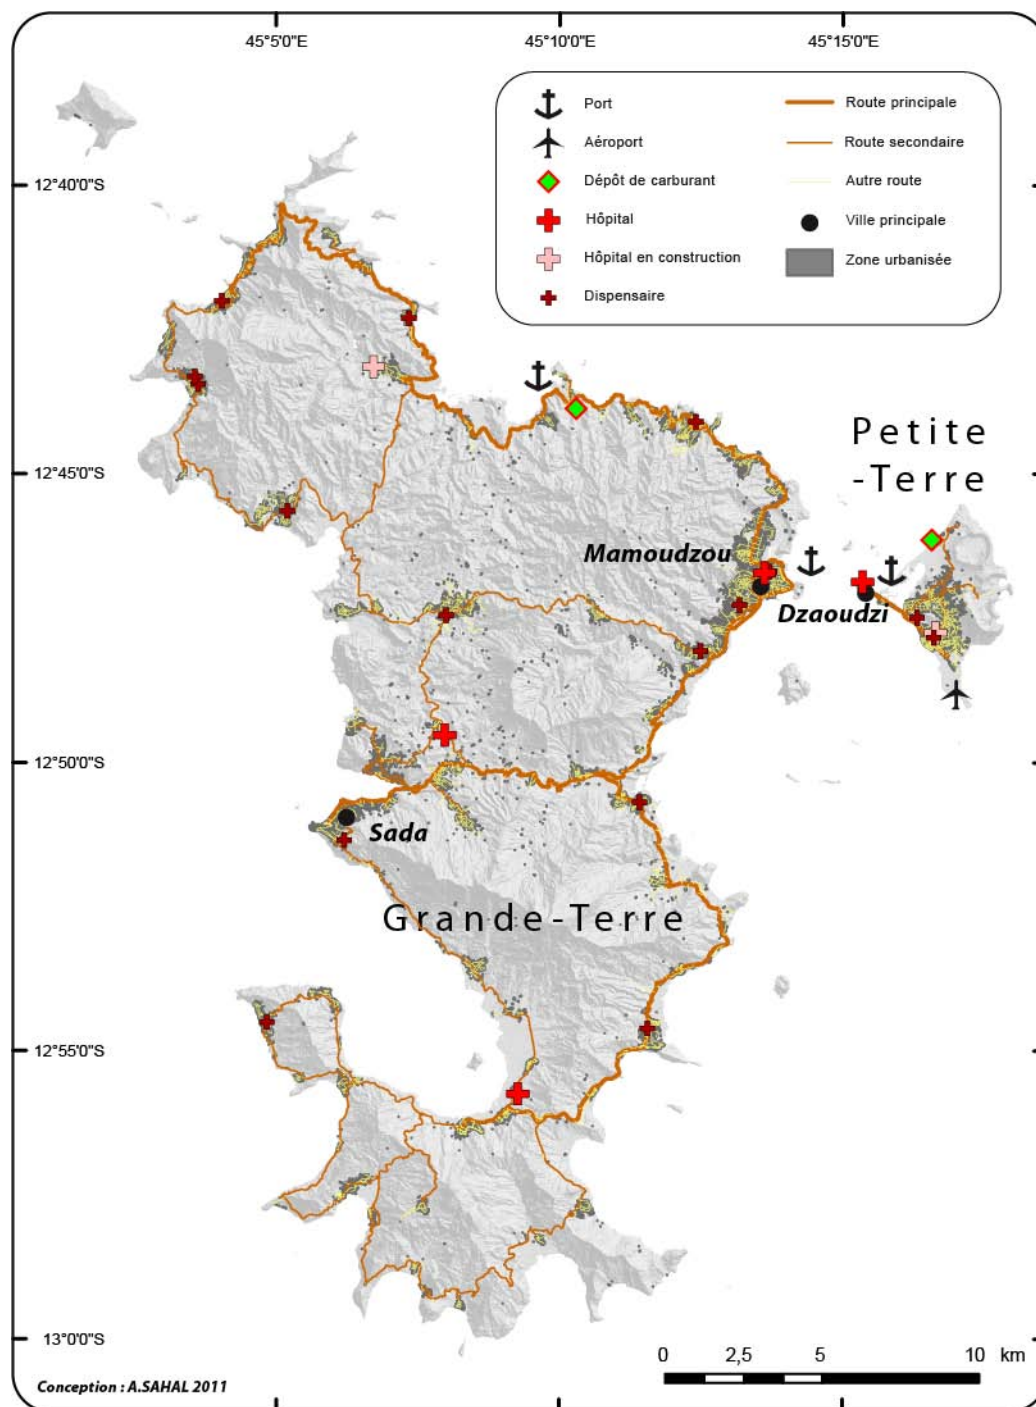 45°5'0"E 45°10'0"E 45°15'0"E
Port
Aéroport
Dépôt de carburant
Hôpital
Hôpital en construction
Dispensaire
Route principale
Route secondaire
Autre route
Ville principale
Zone urbanisée
12°40'0"S
12°45'0"S
12°50'0"S
12°55'0"S
13°0'0"S
Petite
-Terre
Mamoudzou
Dzaoudzi
Sada
Grande-Terre
0 2,5 5 10 km
Conception : A.SAHAL 2011